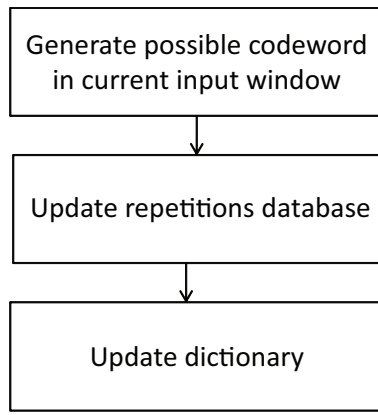 Generate possible codeword
in current input window
Update repetitions database
Update dictionary